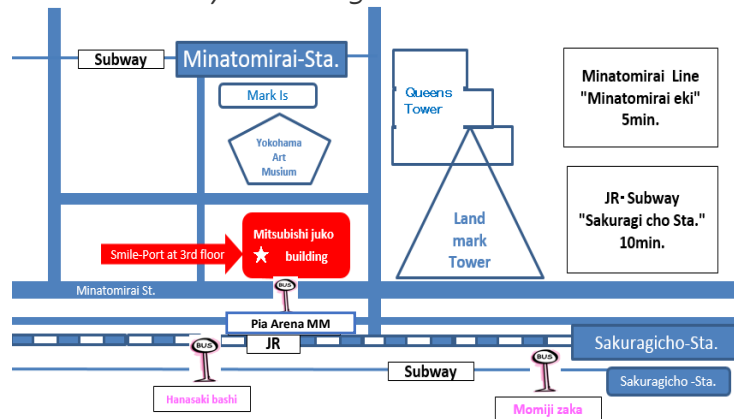 Subway
Minatomirai-Sta.
Mark Is
Yokohama
Art
Musium
Queens
Tower
Minatomirai Line
"Minatomirai eki"
5min.
JR･Subway
"Sakuragi cho Sta."
10min.
Land
mark
Tower
Smile-Port at 3rd floor
Mitsubishi juko
building
Minatomirai St.
BUS
Pia Arena MM
JR
Sakuragicho-Sta.
BUS
Hanasaki bashi
Subway
BUS
Momiji zaka
Sakuragicho -Sta.